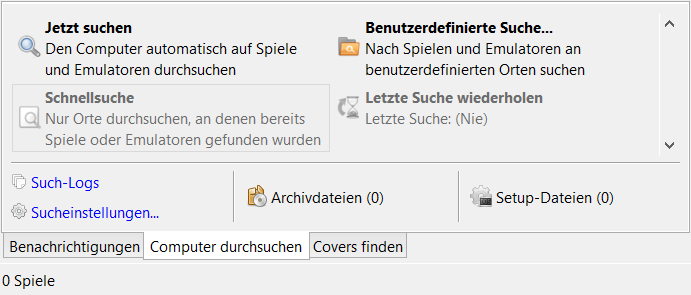 Jetzt suchen
Den Computer automatisch auf Spiele
und Emulatoren durchsuchen
Benutzerdefinierte Suche...
Nach Spielen und Emulatoren an
benutzerdefinierten Orten suchen
Schnellsuche
Nur Orte durchsuchen, an denen bereits
Spiele oder Emulatoren gefunden wurden
Letzte Suche wiederholen
Letzte Suche: (Nie)
Such-Logs
Sucheinstellungen...
Archivdateien (0)
Setup-Dateien (0)
Benachrichtigungen
Computer durchsuchen
Covers finden
0 Spiele